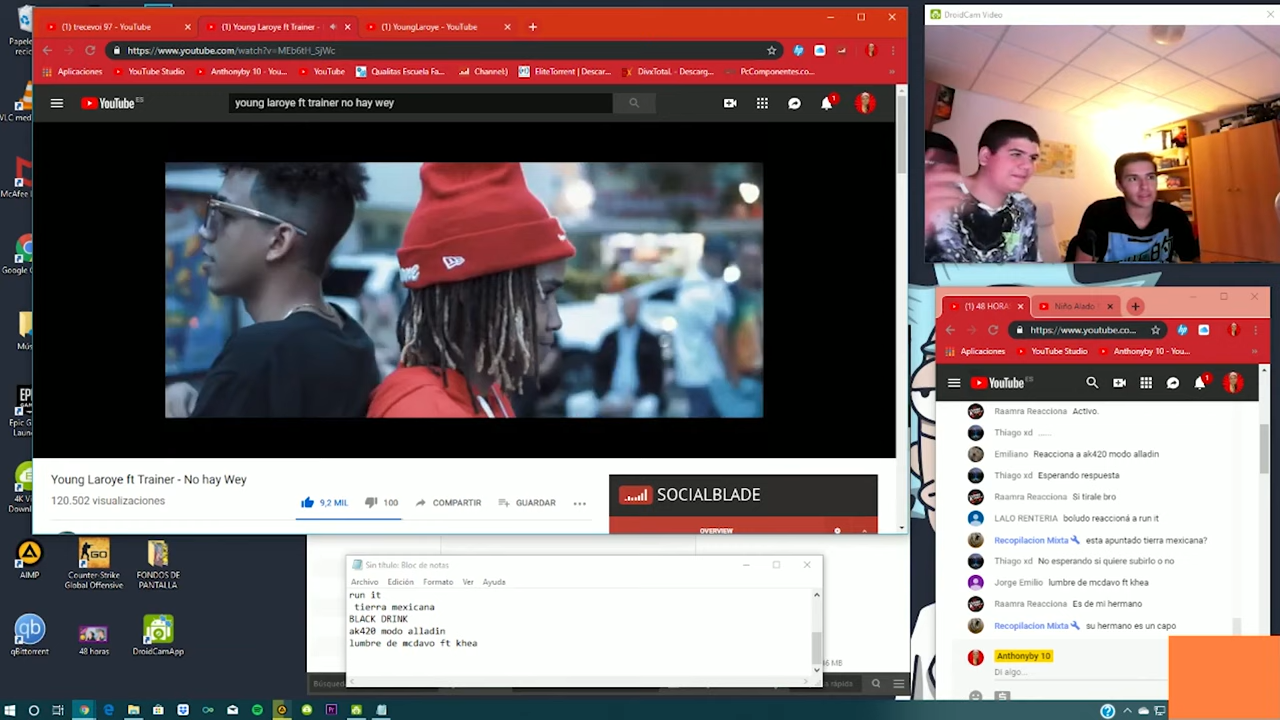 (1) trecevoi 97 - YouTube
(1) Young Laroye ft Trainer -
(1) YoungLaroye - YouTube
https://www.youtube.com/watch?v=MEb6tH_SJWc
Aplicaciones
YouTube Studio
Anthonyby 10 - You...
YouTube
Qualitas Escuela Fa...
Channel:)
EliteTorrent | Descar...
DivxTotaL - Descarg...
PcComponentes.co...
YouTube ES
young laroye ft trainer no hay wey
1
Young Laroye ft Trainer - No hay Wey
120.502 visualizaciones
9,2 MIL
100
COMPARTIR
GUARDAR
SOCIALBLADE
OVERVIEW
DroidCam Video
(1) 48 HORA
Niño Alado
https://www.youtube.co...
Aplicaciones
YouTube Studio
Anthonyby 10 - You...
YouTube ES
1
Raamra Reacciona Activo.
Thiago xd ......
Emiliano Reacciona a ak420 modo alladin
Thiago xd Esperando respuesta
Raamra Reacciona Si tirale bro
LALO RENTERIA boludo reaccioná a run it
Recopilacion Mixta esta apuntado tierra mexicana?
Thiago xd No esperando si quiere subirlo o no
Jorge Emilio lumbre de mcdavo ft khea
Raamra Reacciona Es de mi hermano
Recopilacion Mixta su hermano es un capo
Anthonyby 10
Di algo...
Sin título: Bloc de notas
Archivo Edición Formato Ver Ayuda
run it
tierra mexicana
BLACK DRINK
ak420 modo alladin
lumbre de mcdavo ft khea
AIMP
Counter-Strike
Global Offensive
FONDOS DE
PANTALLA
qBittorrent
48 horas
DroidCamApp